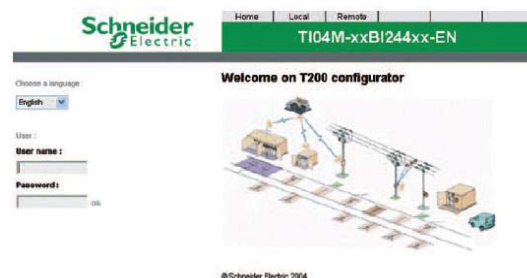 Schneider
Electric
Home Local Remote
TI04M-xxBI244xx-EN
Choose a language:
English
Welcome on T200 configurator
User :
User name :
Password :
ok
© Schneider Electric 2004